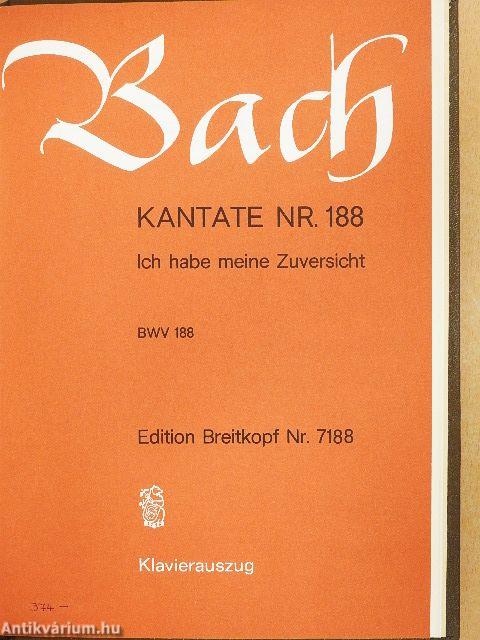 Bach
KANTATE NR. 188
Ich habe meine Zuversicht
BWV 188
Edition Breitkopf Nr. 7188
Klavierauszug
374 –
Antikvárium.hu